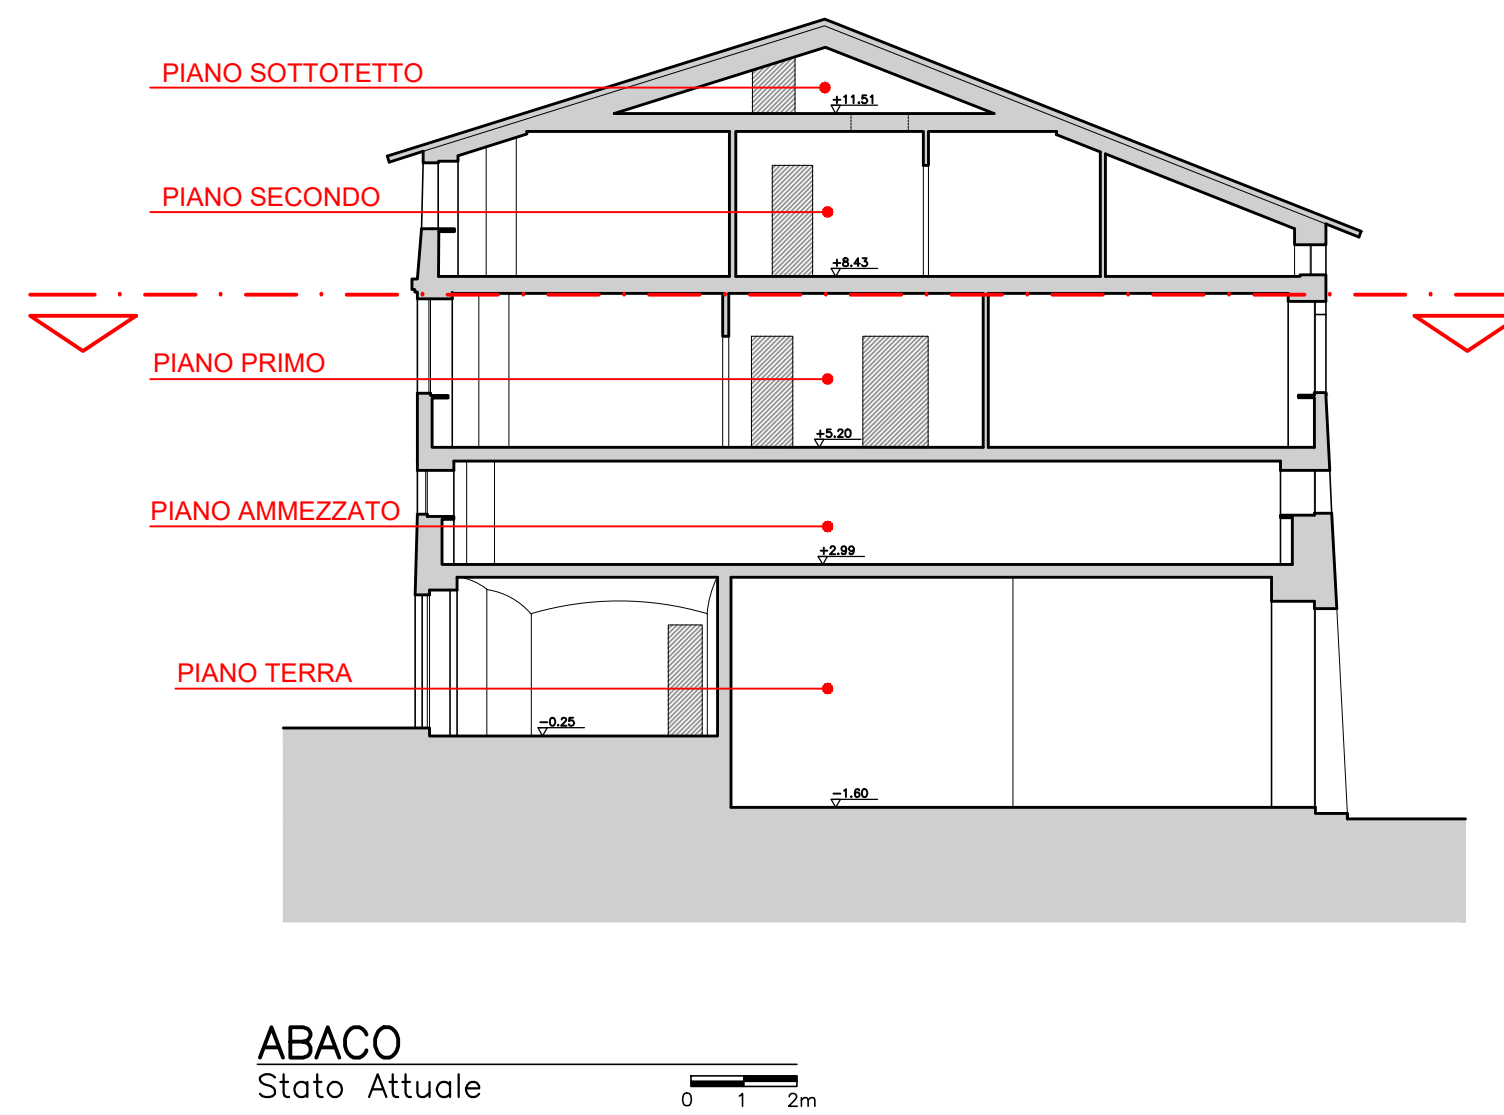 PIANO SOTTOTETTO
+11.51
PIANO SECONDO
+8.43
PIANO PRIMO
+5.20
PIANO AMMEZZATO
+2.99
PIANO TERRA
-0.25
-1.60
ABACO
Stato Attuale
0 1 2m